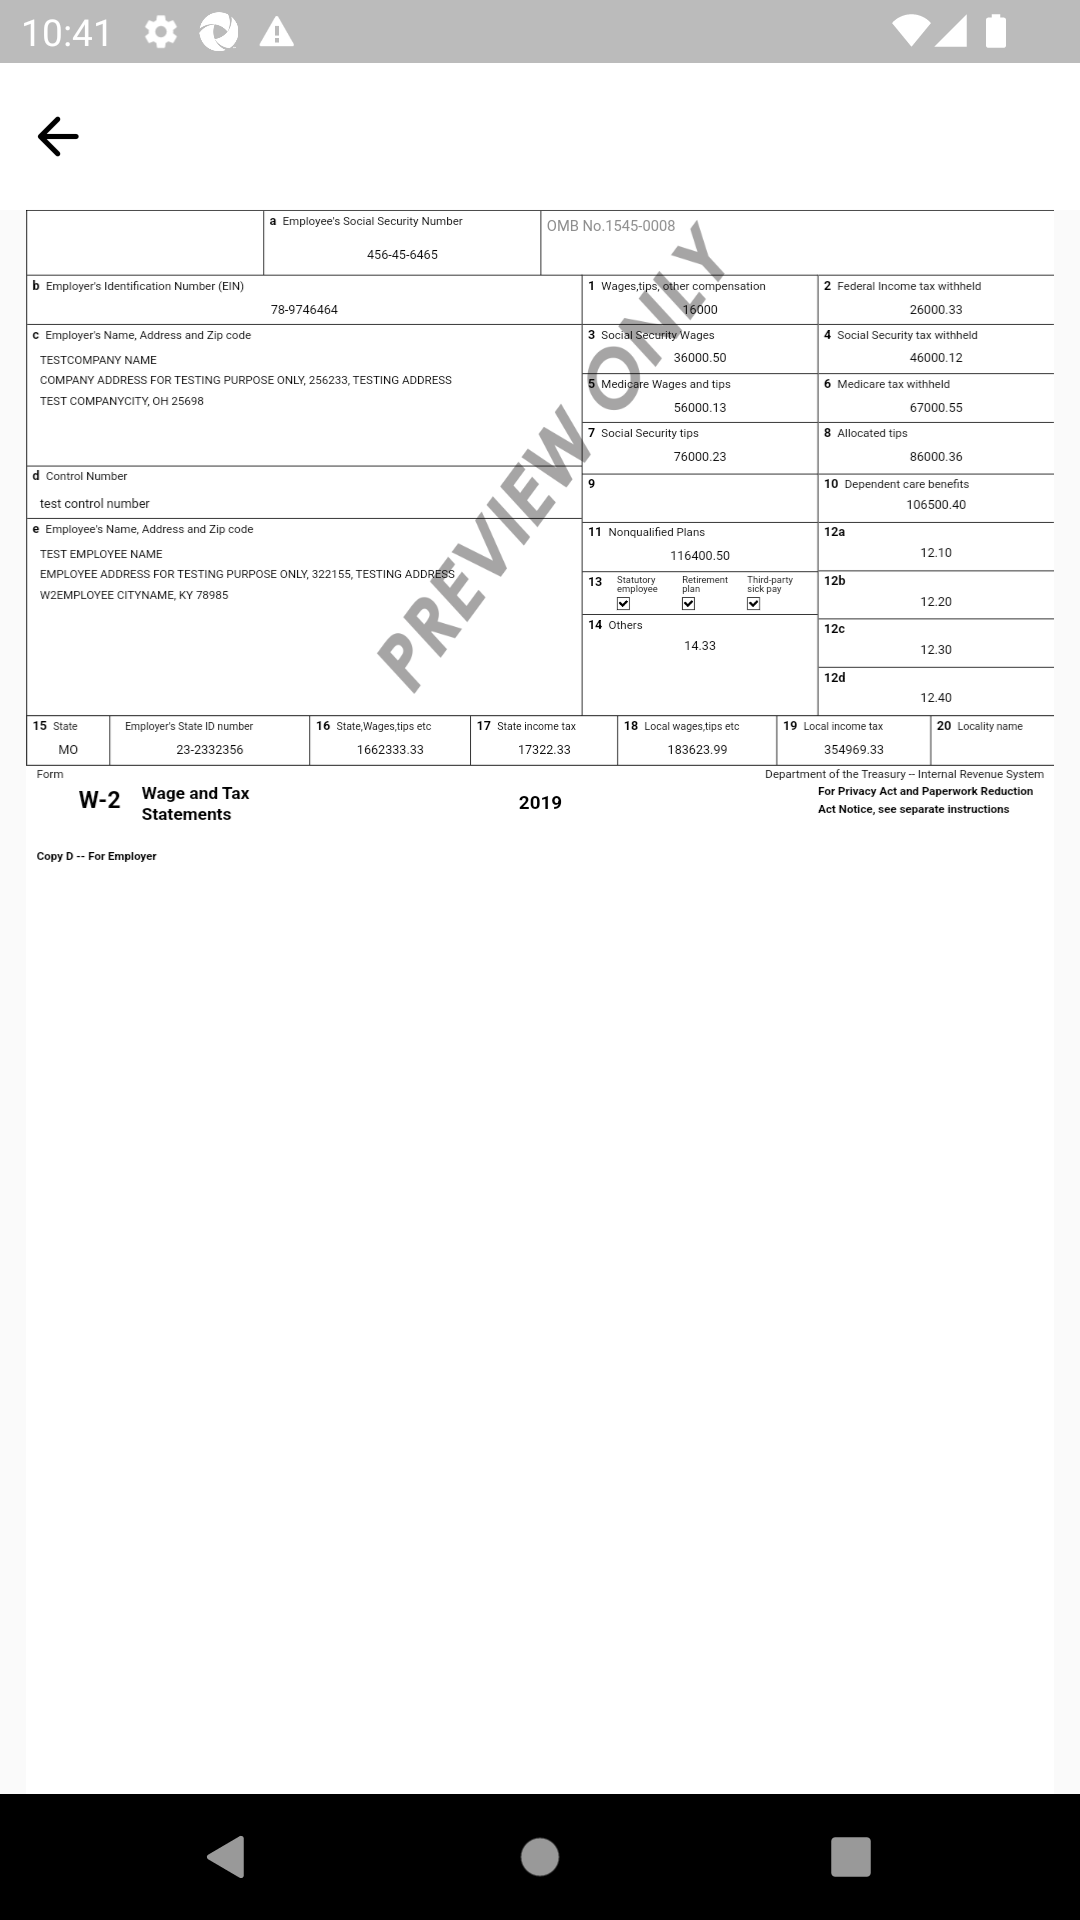 10:41
a Employee's Social Security Number
456-45-6465
OMB No.1545-0008
b Employer's Identification Number (EIN)
78-9746464
1 Wages,tips, other compensation
16000
2 Federal Income tax withheld
26000.33
c Employer's Name, Address and Zip code
TESTCOMPANY NAME
COMPANY ADDRESS FOR TESTING PURPOSE ONLY, 256233, TESTING ADDRESS
TEST COMPANYCITY, OH 25698
3 Social Security Wages
36000.50
4 Social Security tax withheld
46000.12
5 Medicare Wages and tips
56000.13
6 Medicare tax withheld
67000.55
7 Social Security tips
76000.23
8 Allocated tips
86000.36
d Control Number
test control number
9
10 Dependent care benefits
106500.40
e Employee's Name, Address and Zip code
TEST EMPLOYEE NAME
EMPLOYEE ADDRESS FOR TESTING PURPOSE ONLY, 322155, TESTING ADDRESS
W2EMPLOYEE CITYNAME, KY 78985
11 Nonqualified Plans
116400.50
12a
12.10
13 Statutory employee Retirement plan Third-party sick pay
12b
12.20
14 Others
14.33
12c
12.30
12d
12.40
PREVIEW ONLY
15 State
MO
Employer's State ID number
23-2332356
16 State,Wages,tips etc
1662333.33
17 State income tax
17322.33
18 Local wages,tips etc
183623.99
19 Local income tax
354969.33
20 Locality name
Form
W-2 Wage and Tax
Statements
2019
Department of the Treasury -- Internal Revenue System
For Privacy Act and Paperwork Reduction
Act Notice, see separate instructions
Copy D -- For Employer